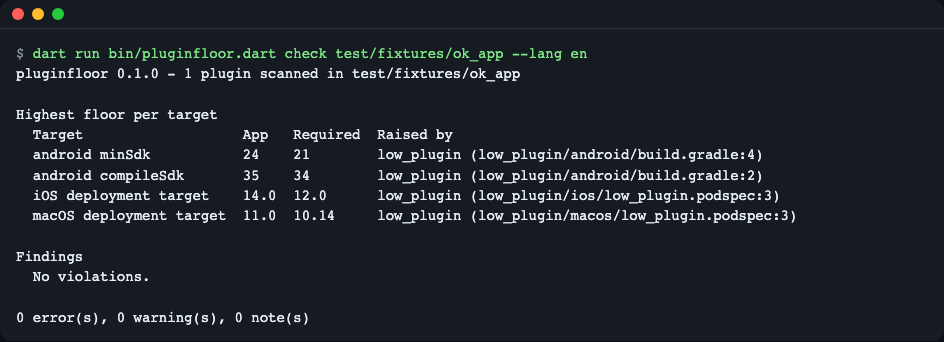 $ dart run bin/pluginfloor.dart check test/fixtures/ok_app --lang en
pluginfloor 0.1.0 - 1 plugin scanned in test/fixtures/ok_app
Highest floor per target
Target App Required Raised by
android minSdk 24 21 low_plugin (low_plugin/android/build.gradle:4)
android compileSdk 35 34 low_plugin (low_plugin/android/build.gradle:2)
iOS deployment target 14.0 12.0 low_plugin (low_plugin/ios/low_plugin.podspec:3)
macOS deployment target 11.0 10.14 low_plugin (low_plugin/macos/low_plugin.podspec:3)
Findings
No violations.
0 error(s), 0 warning(s), 0 note(s)